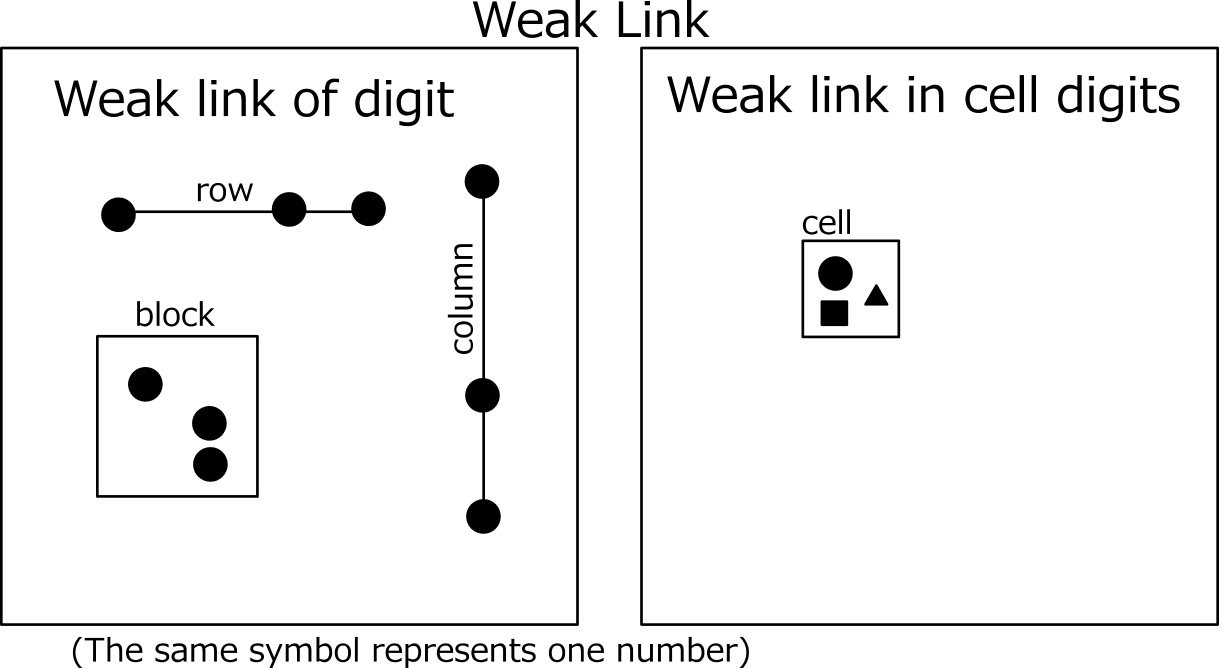 Weak Link
Weak link of digit
row
column
block
Weak link in cell digits
cell
(The same symbol represents one number)